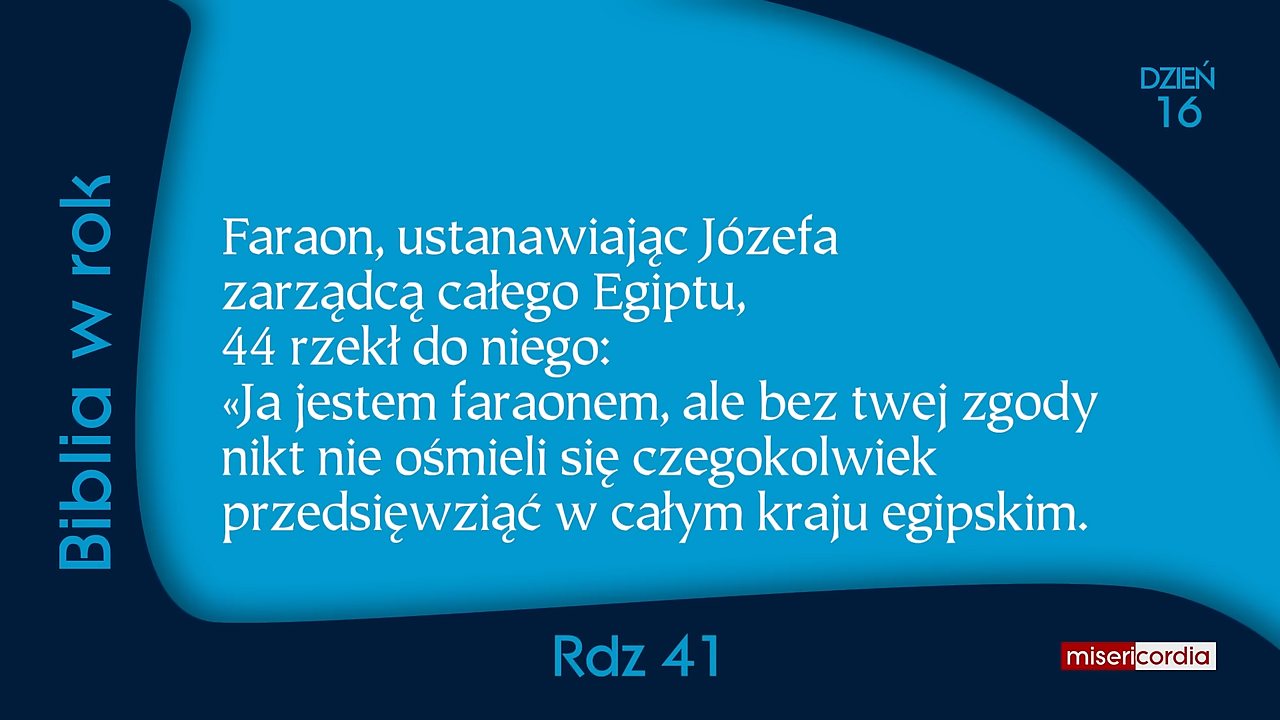 DZIEŃ
16
Biblia w rok
Faraon, ustanawiając Józefa
zarządcą całego Egiptu,
44 rzekł do niego:
«Ja jestem faraonem, ale bez twej zgody
nikt nie ośmieli się czegokolwiek
przedsięwziąć w całym kraju egipskim.
Rdz 41
misericordia